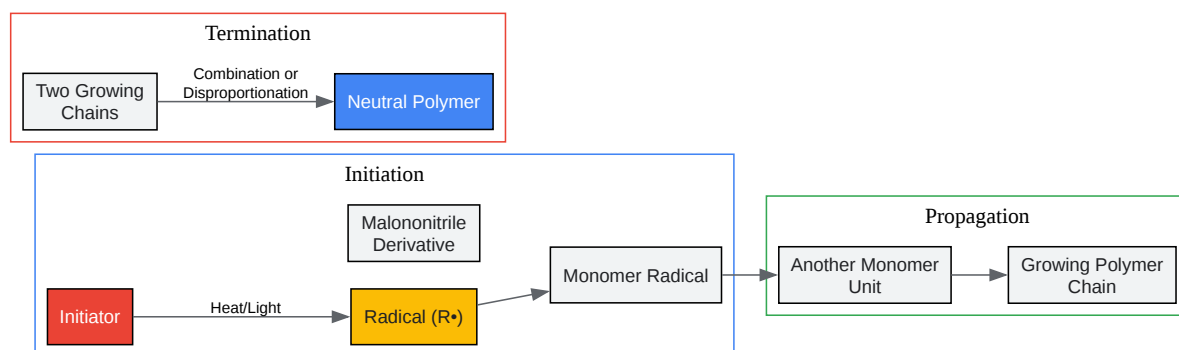 Termination
Two Growing
Chains
Combination or
Disproportionation
Neutral Polymer
Initiation
Malononitrile
Derivative
Initiator
Heat/Light
Radical (R•)
Monomer Radical
Propagation
Another Monomer
Unit
Growing Polymer
Chain